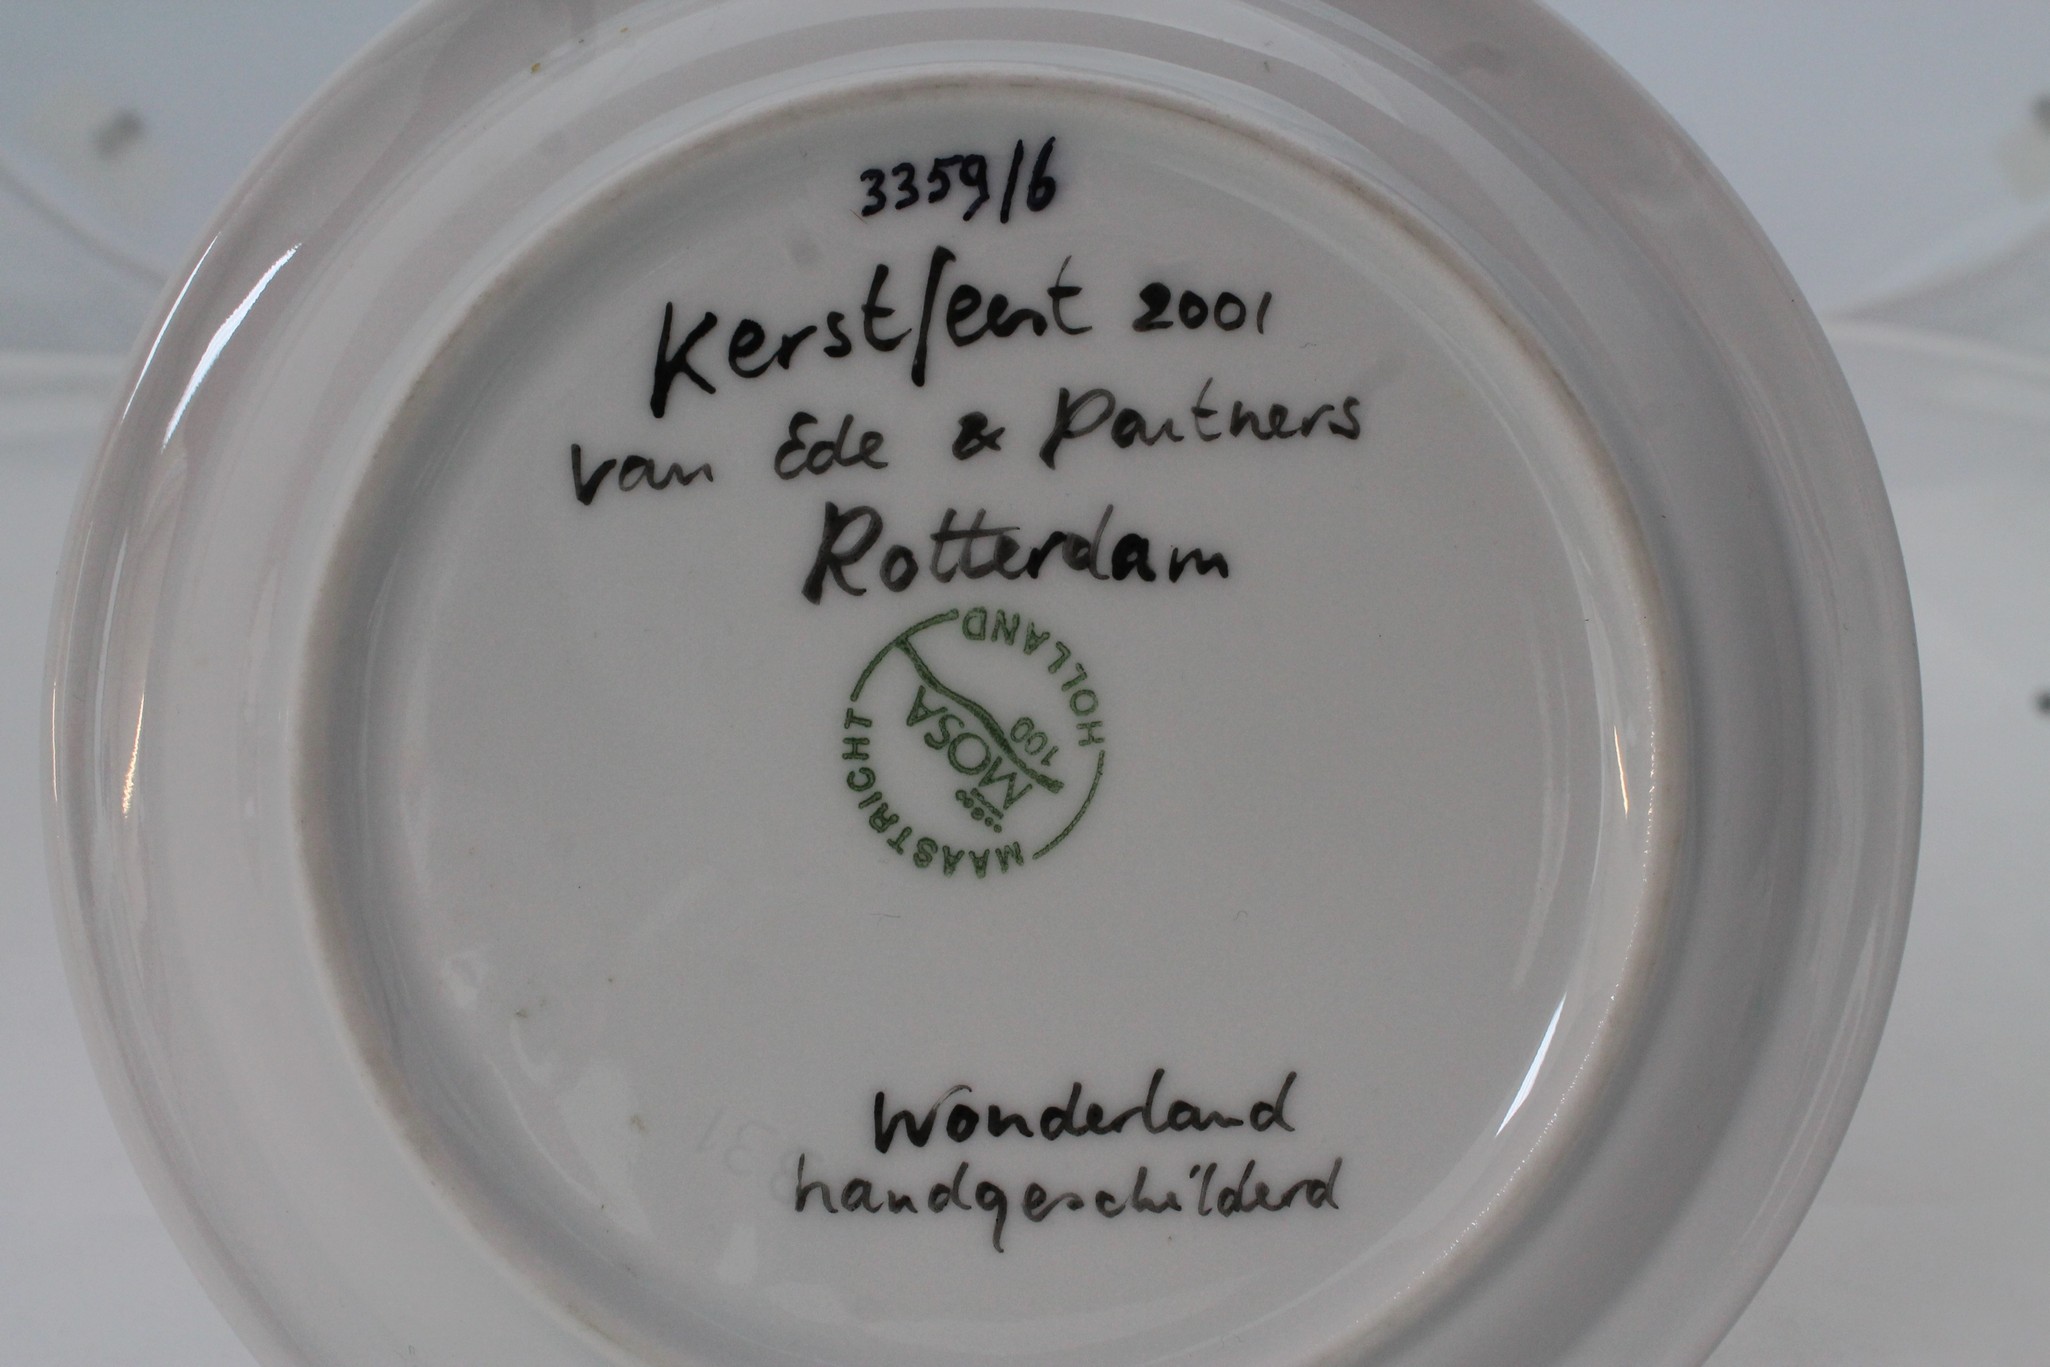 3359/6
Kerstfeest 2001
van Ede & Partners
Rotterdam
HOLLAND
100
MOSA
MAASTRICHT
Wonderland
handgeschilderd